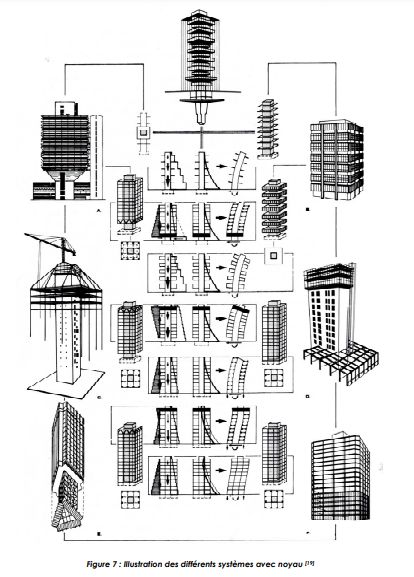 A.
B.
C.
D.
E.
Figure 7 : Illustration des différents systèmes avec noyau [19]